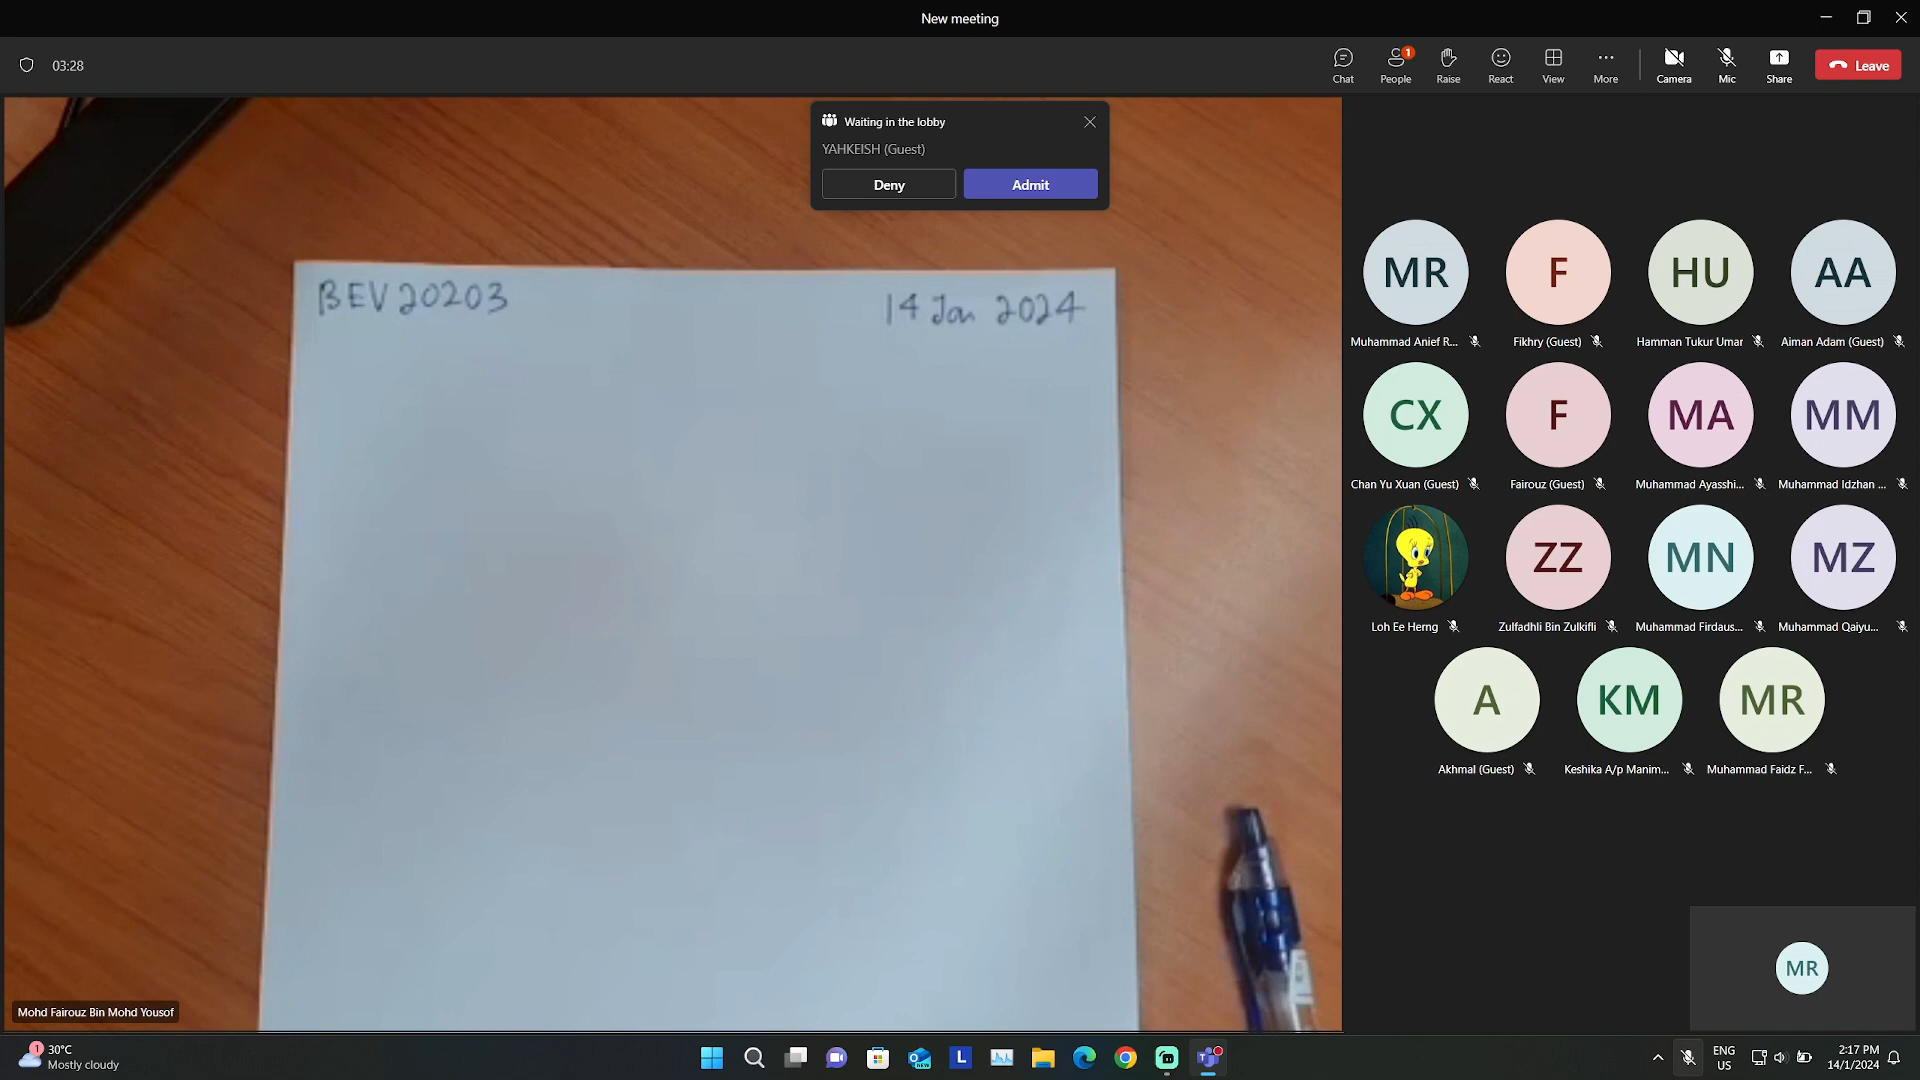 New meeting
03:28
Chat
People
1
Raise
React
View
More
Camera
Mic
Share
Leave
Waiting in the lobby
YAHKEISH (Guest)
Deny
Admit
BEV 20203
14 Jan 2024
MR
F
HU
AA
Muhammad Anief R...
Fikhry (Guest)
Hamman Tukur Umar
Aiman Adam (Guest)
CX
F
MA
MM
Chan Yu Xuan (Guest)
Fairouz (Guest)
Muhammad Ayasshi...
Muhammad Idzhan ...
ZZ
MN
MZ
Loh Ee Herng
Zulfadhli Bin Zulkifli
Muhammad Firdaus...
Muhammad Qaiyu...
A
KM
MR
Akhmal (Guest)
Keshika A/p Manim...
Muhammad Faidz F...
MR
Mohd Fairouz Bin Mohd Yousof
1
30°C
Mostly cloudy
NEW
L
ENG
US
2:17 PM
14/1/2024